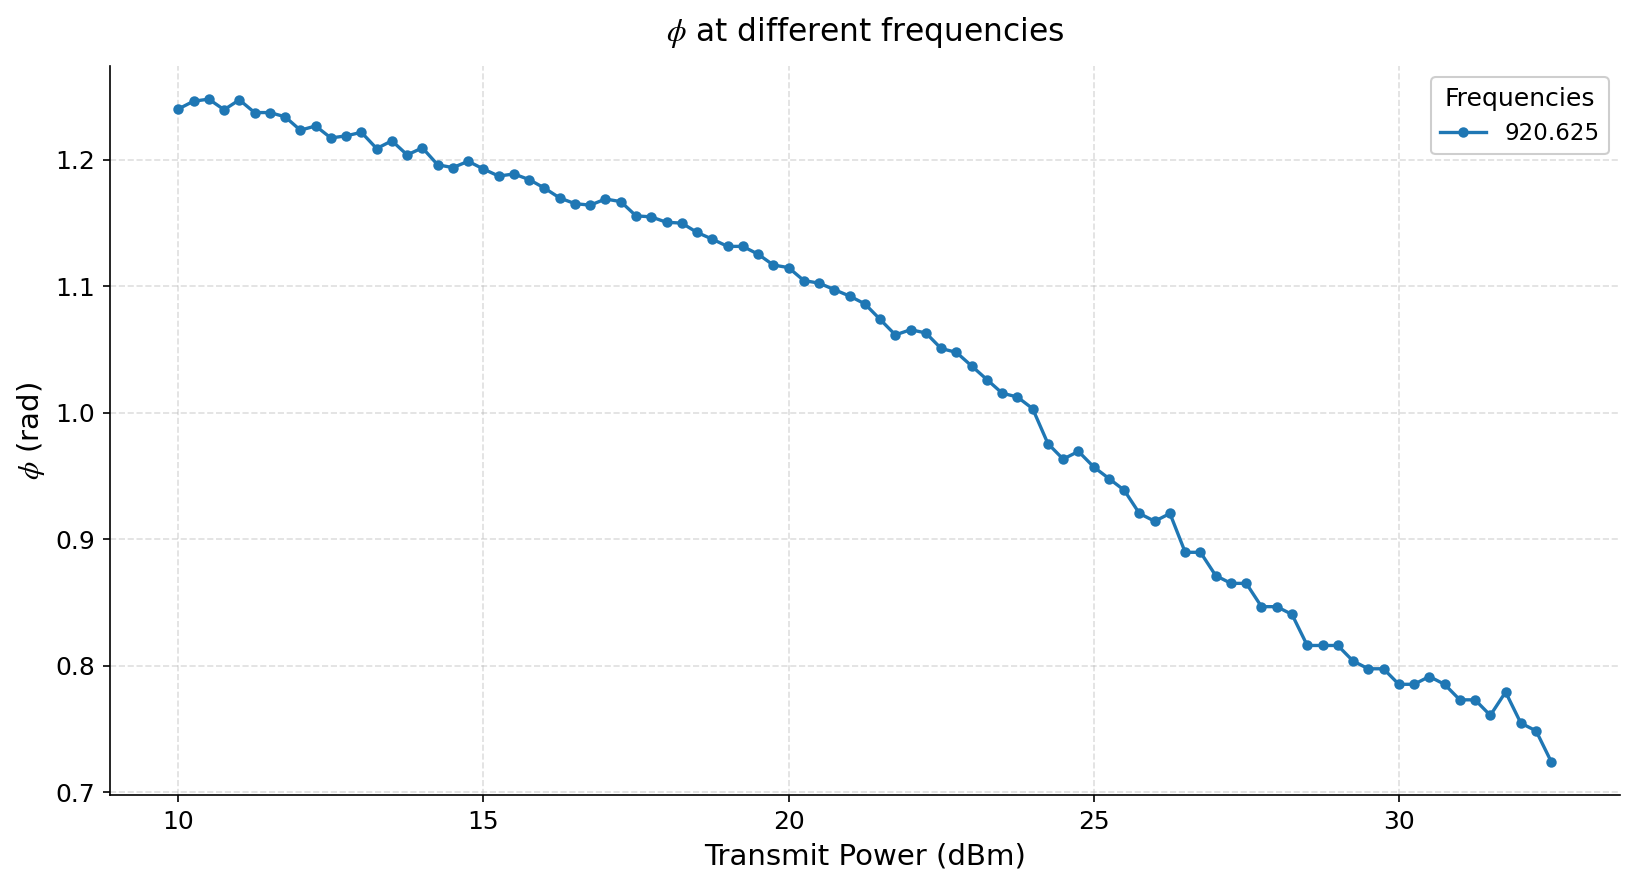 ϕ at different frequencies
Frequencies
920.625
1.2
1.1
1.0
0.9
0.8
0.7
ϕ (rad)
10 15 20 25 30
Transmit Power (dBm)